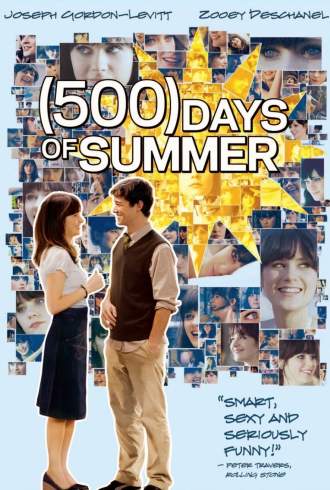 JOSEPH GORDON-LEVITT ZOOEY DESCHANEL
(500) DAYS
OF SUMMER
"SMART,
SEXY AND
SERIOUSLY
FUNNY!"
– PETER TRAVERS,
ROLLING STONE